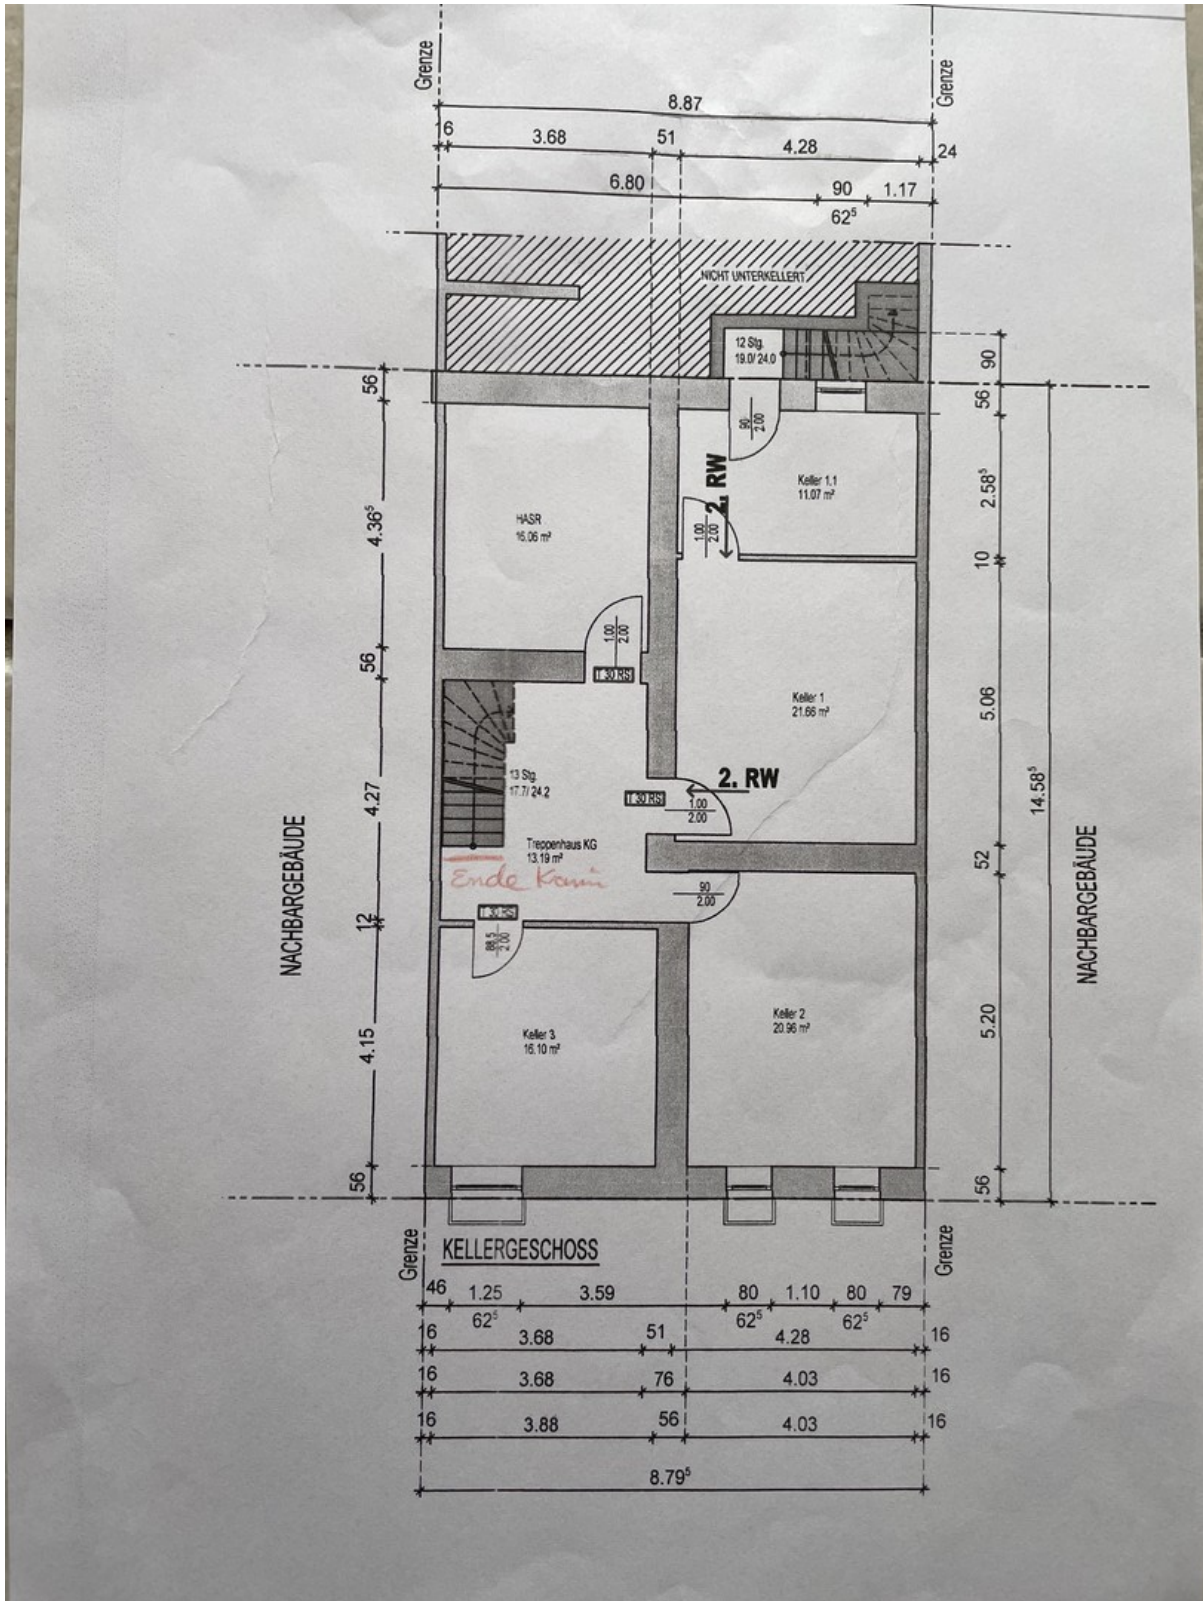 Grenze
Grenze
8.87
16
3.68
51
4.28
24
6.80
90
1.17
62⁵
NICHT UNTERKELLERT
12 Stg.
19.0/ 24.0
90
56
56
90
2.00
Keller 1.1
11.07 m²
2. RW
1.00
2.00
2.58⁵
HASR
4.36⁵
10
1.00
2.00
T 30 RS
56
Keller 1
21.66 m²
5.06
13 Stg.
17.7/ 24.2
4.27
2. RW
T 30 RS
1.00
2.00
14.58⁵
NACHBARGEBÄUDE
NACHBARGEBÄUDE
Treppenhaus KG
13.19 m²
Ende
52
90
2.00
12
T 30 RS
88.5
2.00
Keller 2
20.96 m²
5.20
Keller 3
16.10 m²
4.15
56
56
Grenze
KELLERGESCHOSS
Grenze
46
1.25
3.59
80
1.10
80
79
62⁵
62⁵
62⁵
16
3.68
51
4.28
16
16
3.68
76
4.03
16
16
3.88
56
4.03
16
8.79⁵